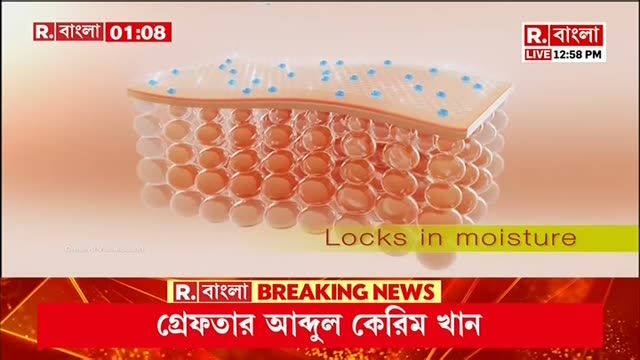 R. বাংলা 01:08
R. বাংলা
LIVE 12:58 PM
Locks in moisture
R. বাংলা BREAKING NEWS
গ্রেফতার আব্দুল কেরিম খান